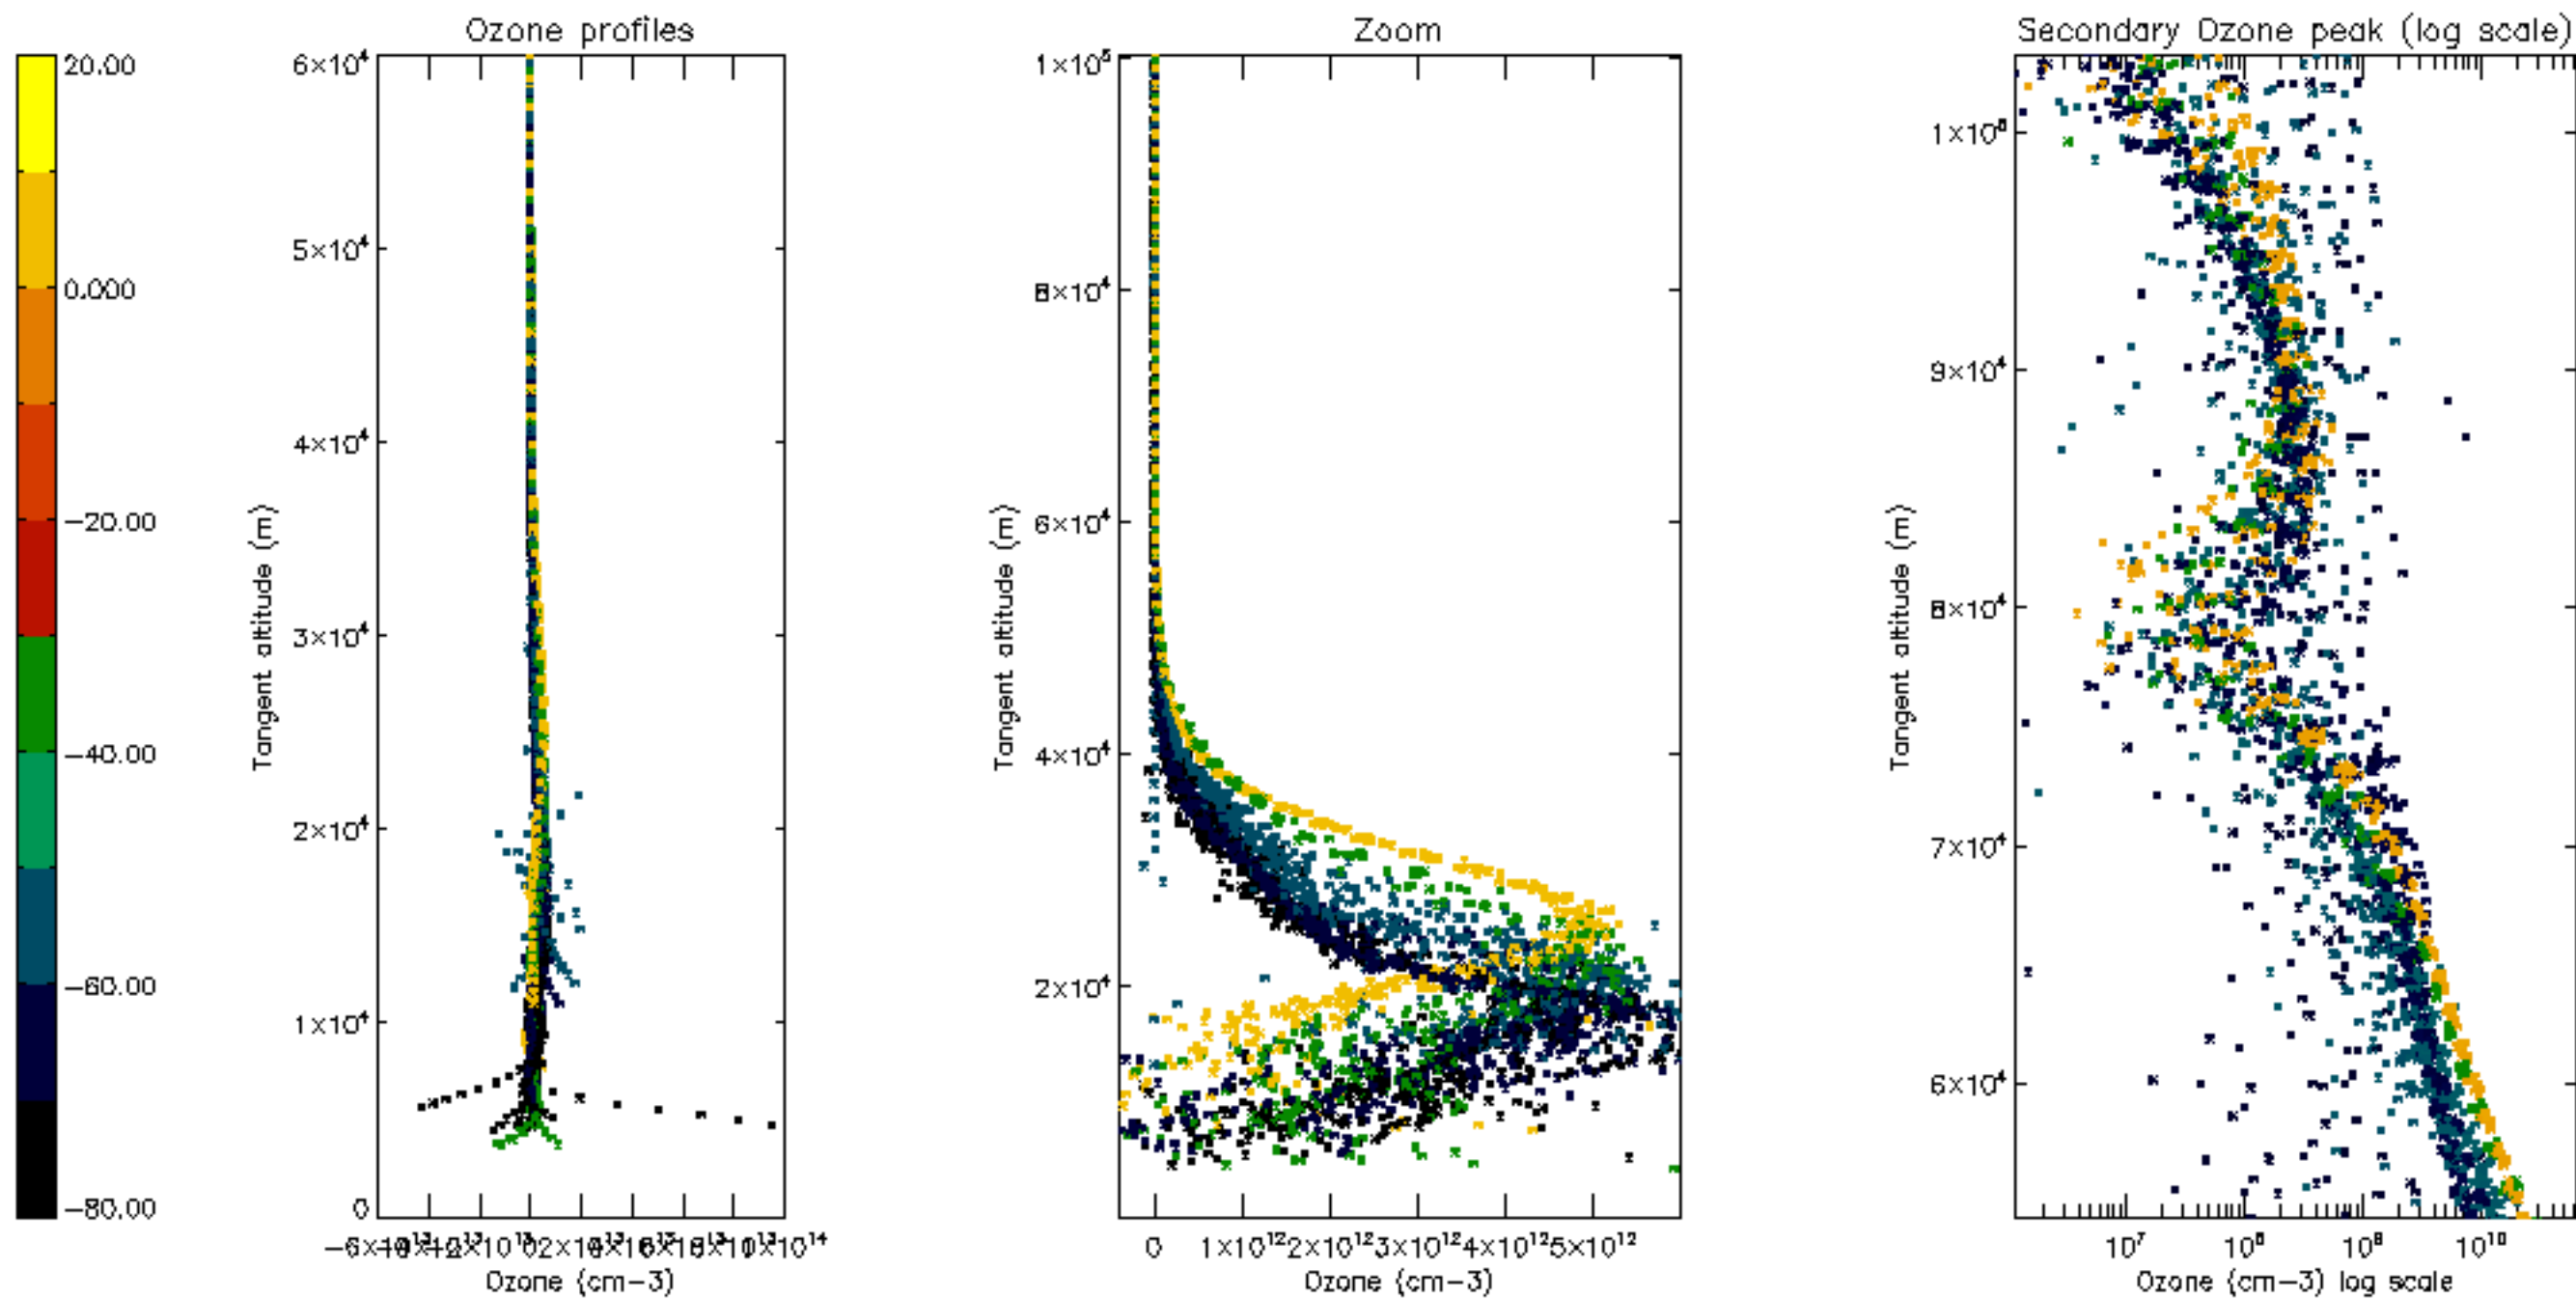 Ozone profiles
Zoom
Secondary Ozone peak (log scale)
20.00
0.000
−20.00
−40.00
−60.00
−80.00
6×10⁴
5×10⁴
4×10⁴
3×10⁴
2×10⁴
1×10⁴
0
Tangent altitude (m)
Ozone (cm−3)
1×10⁵
8×10⁴
6×10⁴
4×10⁴
2×10⁴
Tangent altitude (m)
0 1×10¹² 2×10¹² 3×10¹² 4×10¹² 5×10¹²
Ozone (cm−3)
9×10⁴
8×10⁴
7×10⁴
6×10⁴
Tangent altitude (m)
10⁷ 10⁸ 10⁹ 10¹⁰
Ozone (cm−3) log scale